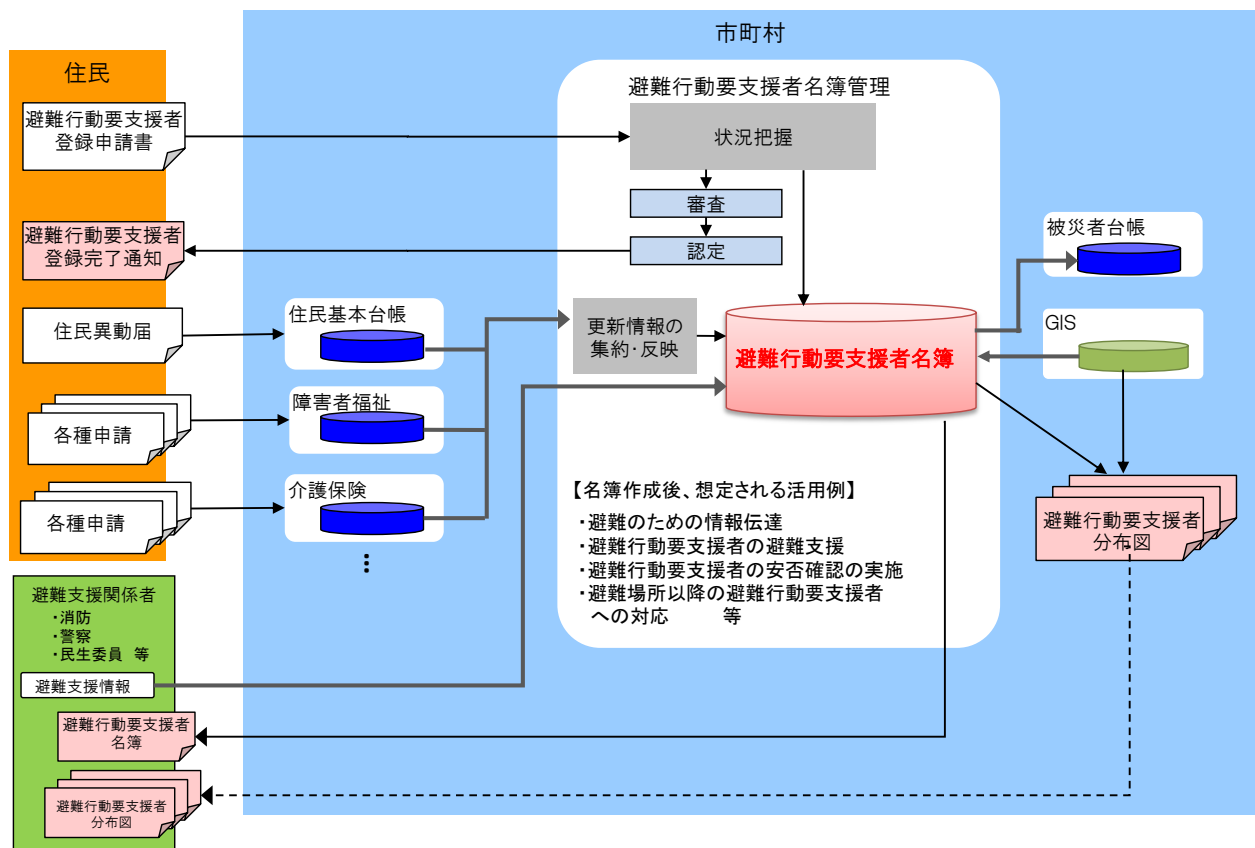 市町村
住民
避難行動要支援者
登録申請書
避難行動要支援者
登録完了通知
住民異動届
各種申請
各種申請
避難行動要支援者名簿管理
状況把握
審査
認定
住民基本台帳
障害者福祉
介護保険
⋮
更新情報の
集約・反映
避難行動要支援者名簿
被災者台帳
GIS
避難行動要支援者
分布図
【名簿作成後、想定される活用例】
・避難のための情報伝達
・避難行動要支援者の避難支援
・避難行動要支援者の安否確認の実施
・避難場所以降の避難行動要支援者
への対応　　等
避難支援関係者
・消防
・警察
・民生委員　等
避難支援情報
避難行動要支援者
名簿
避難行動要支援者
分布図